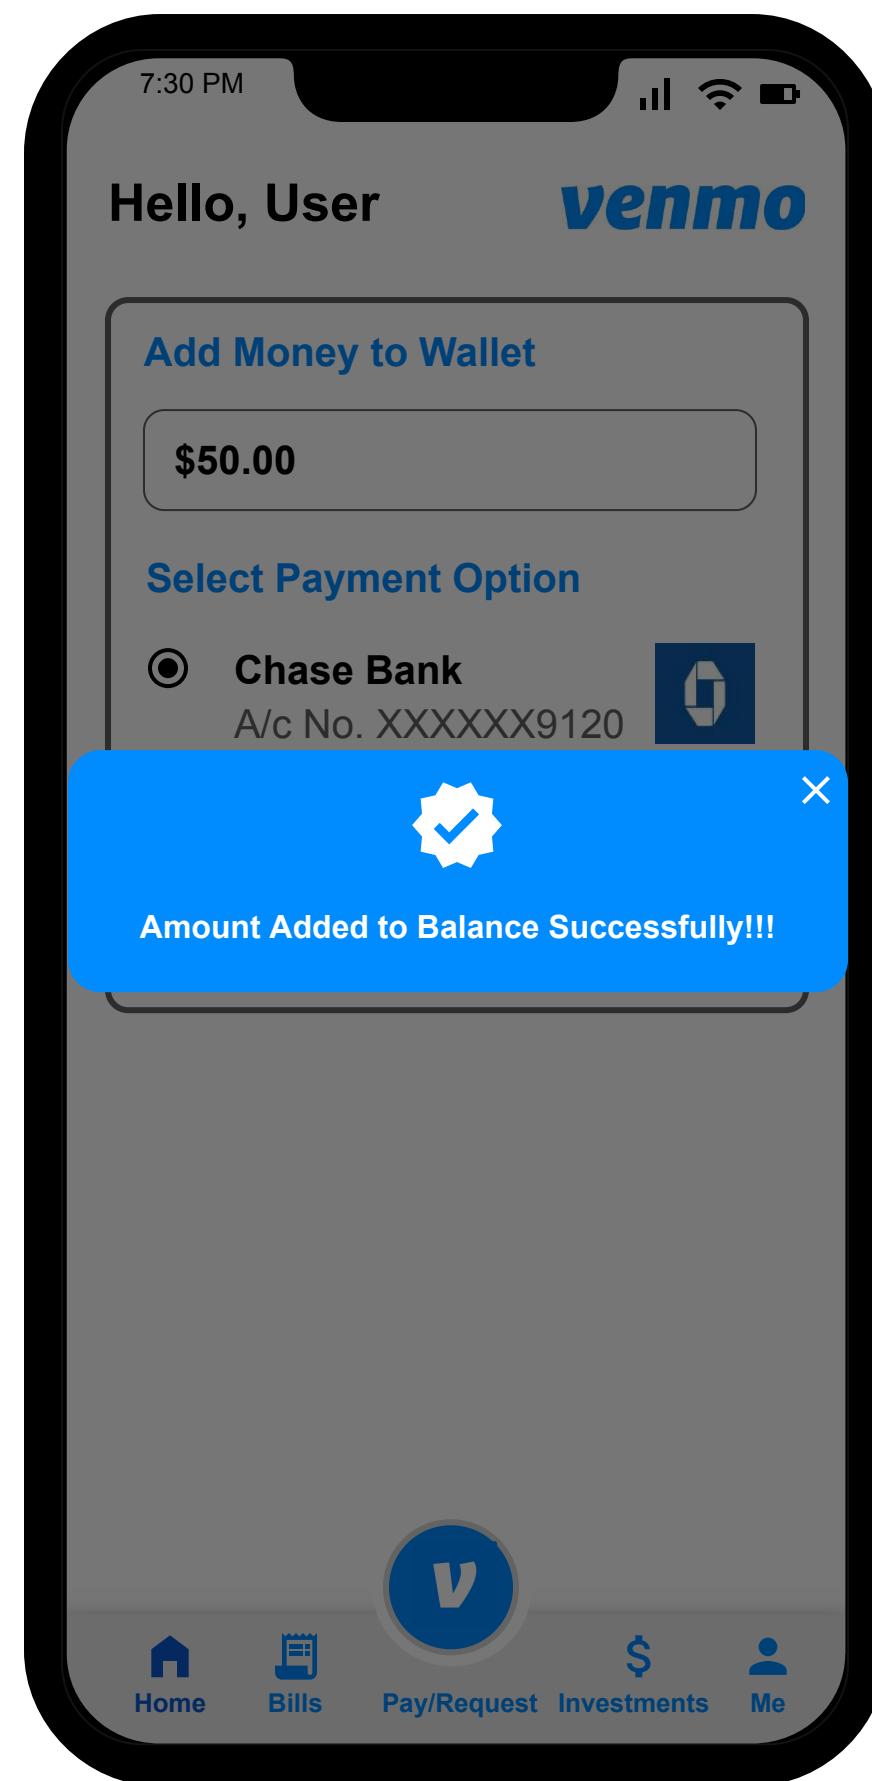 7:30 PM
Hello, User
venmo
Add Money to Wallet
$50.00
Select Payment Option
Chase Bank
A/c No. XXXXXX9120
Amount Added to Balance Successfully!!!
v
Home Bills Pay/Request Investments Me